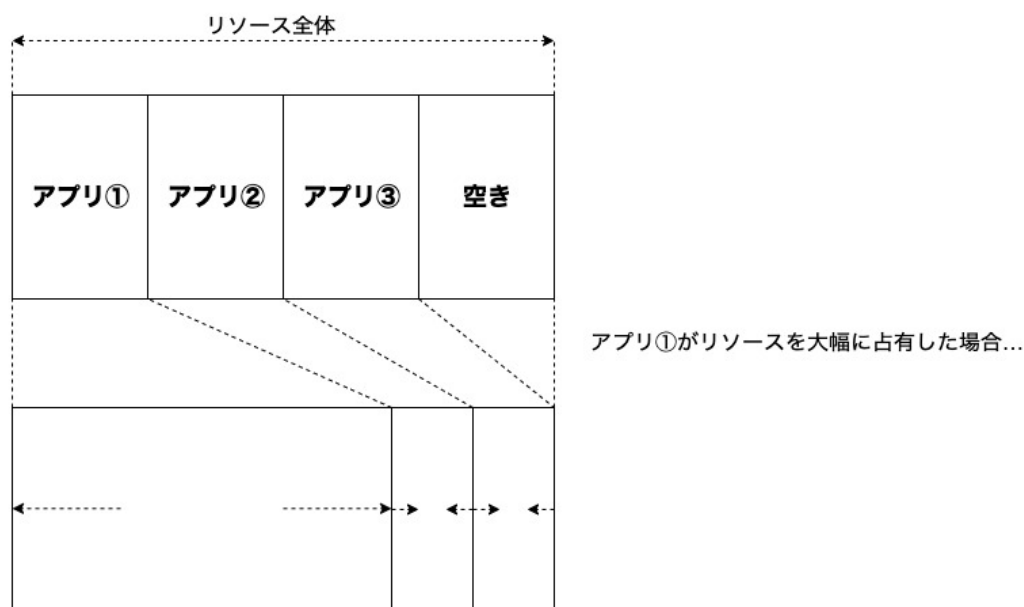 リソース全体
アプリ①
アプリ②
アプリ③
空き
アプリ①がリソースを大幅に占有した場合...